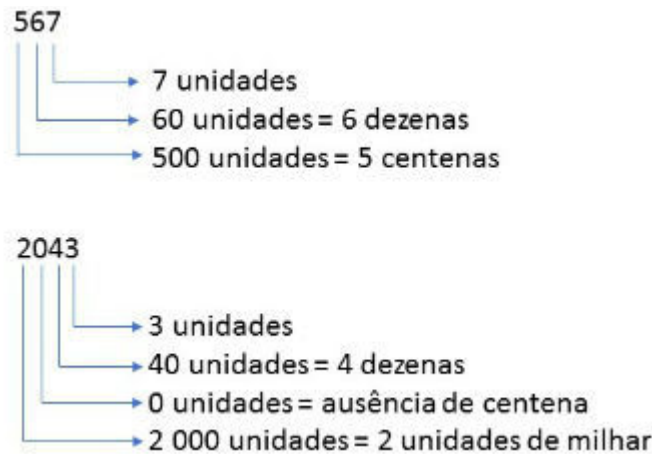 567
7 unidades
60 unidades = 6 dezenas
500 unidades = 5 centenas
2043
3 unidades
40 unidades = 4 dezenas
0 unidades = ausência de centena
2 000 unidades = 2 unidades de milhar